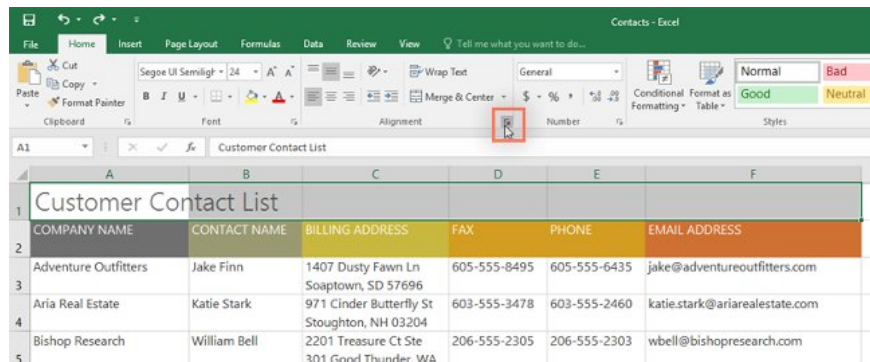 Contacts - Excel
File Home Insert Page Layout Formulas Data Review View Tell me what you want to do...
Cut
Copy
Format Painter
Paste
Clipboard
Segoe UI Semiligh 24 A A
B I U A
Font
Wrap Text
Merge & Center
Alignment
General
$ % ,
Number
Conditional Formatting
Format as Table
Normal Bad
Good Neutral
Styles
A1 fx Customer Contact List
A B C D E F
1 Customer Contact List
2 COMPANY NAME CONTACT NAME BILLING ADDRESS FAX PHONE EMAIL ADDRESS
3 Adventure Outfitters Jake Finn 1407 Dusty Fawn Ln 605-555-8495 605-555-6435 jake@adventureoutfitters.com
Soaptown, SD 57696
4 Aria Real Estate Katie Stark 971 Cinder Butterfly St 603-555-3478 603-555-2460 katie.stark@ariarealestate.com
Stoughton, NH 03204
5 Bishop Research William Bell 2201 Treasure Ct Ste 206-555-2305 206-555-2303 wbell@bishopresearch.com
301 Good Thunder, WA